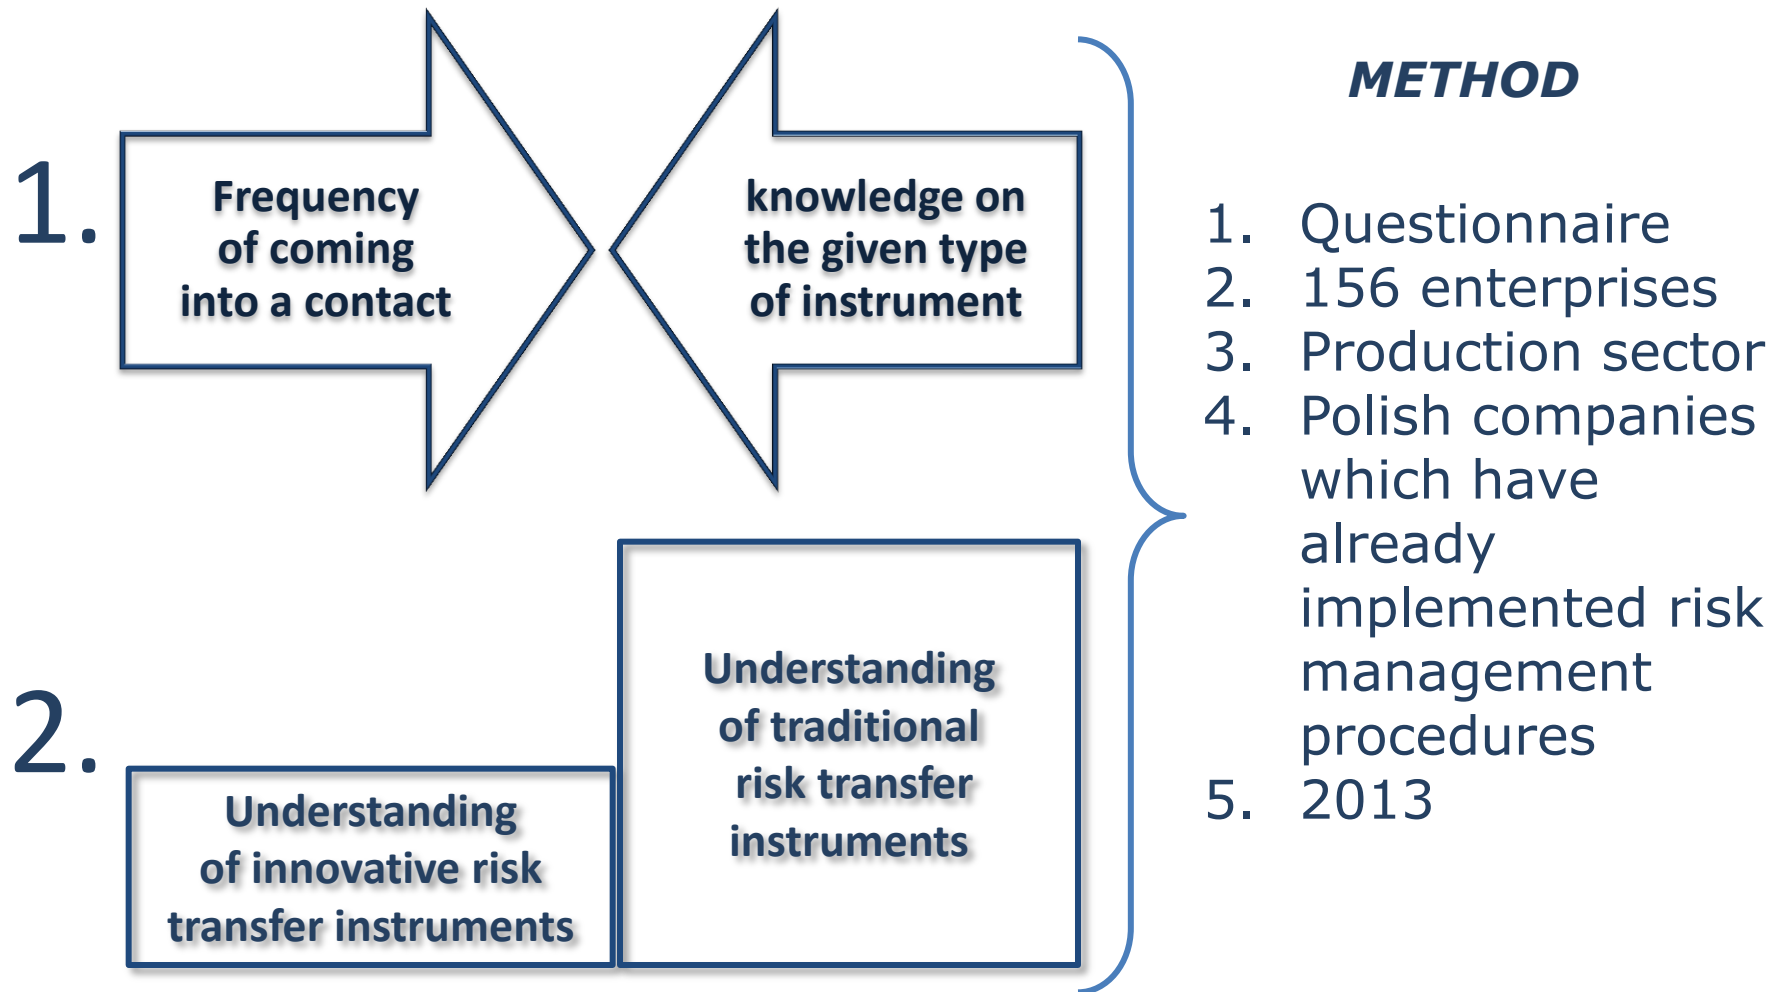 1.
Frequency
of coming
into a contact
knowledge on
the given type
of instrument
2.
Understanding
of innovative risk
transfer instruments
Understanding
of traditional
risk transfer
instruments
METHOD
1. Questionnaire
2. 156 enterprises
3. Production sector
4. Polish companies
which have
already
implemented risk
management
procedures
5. 2013